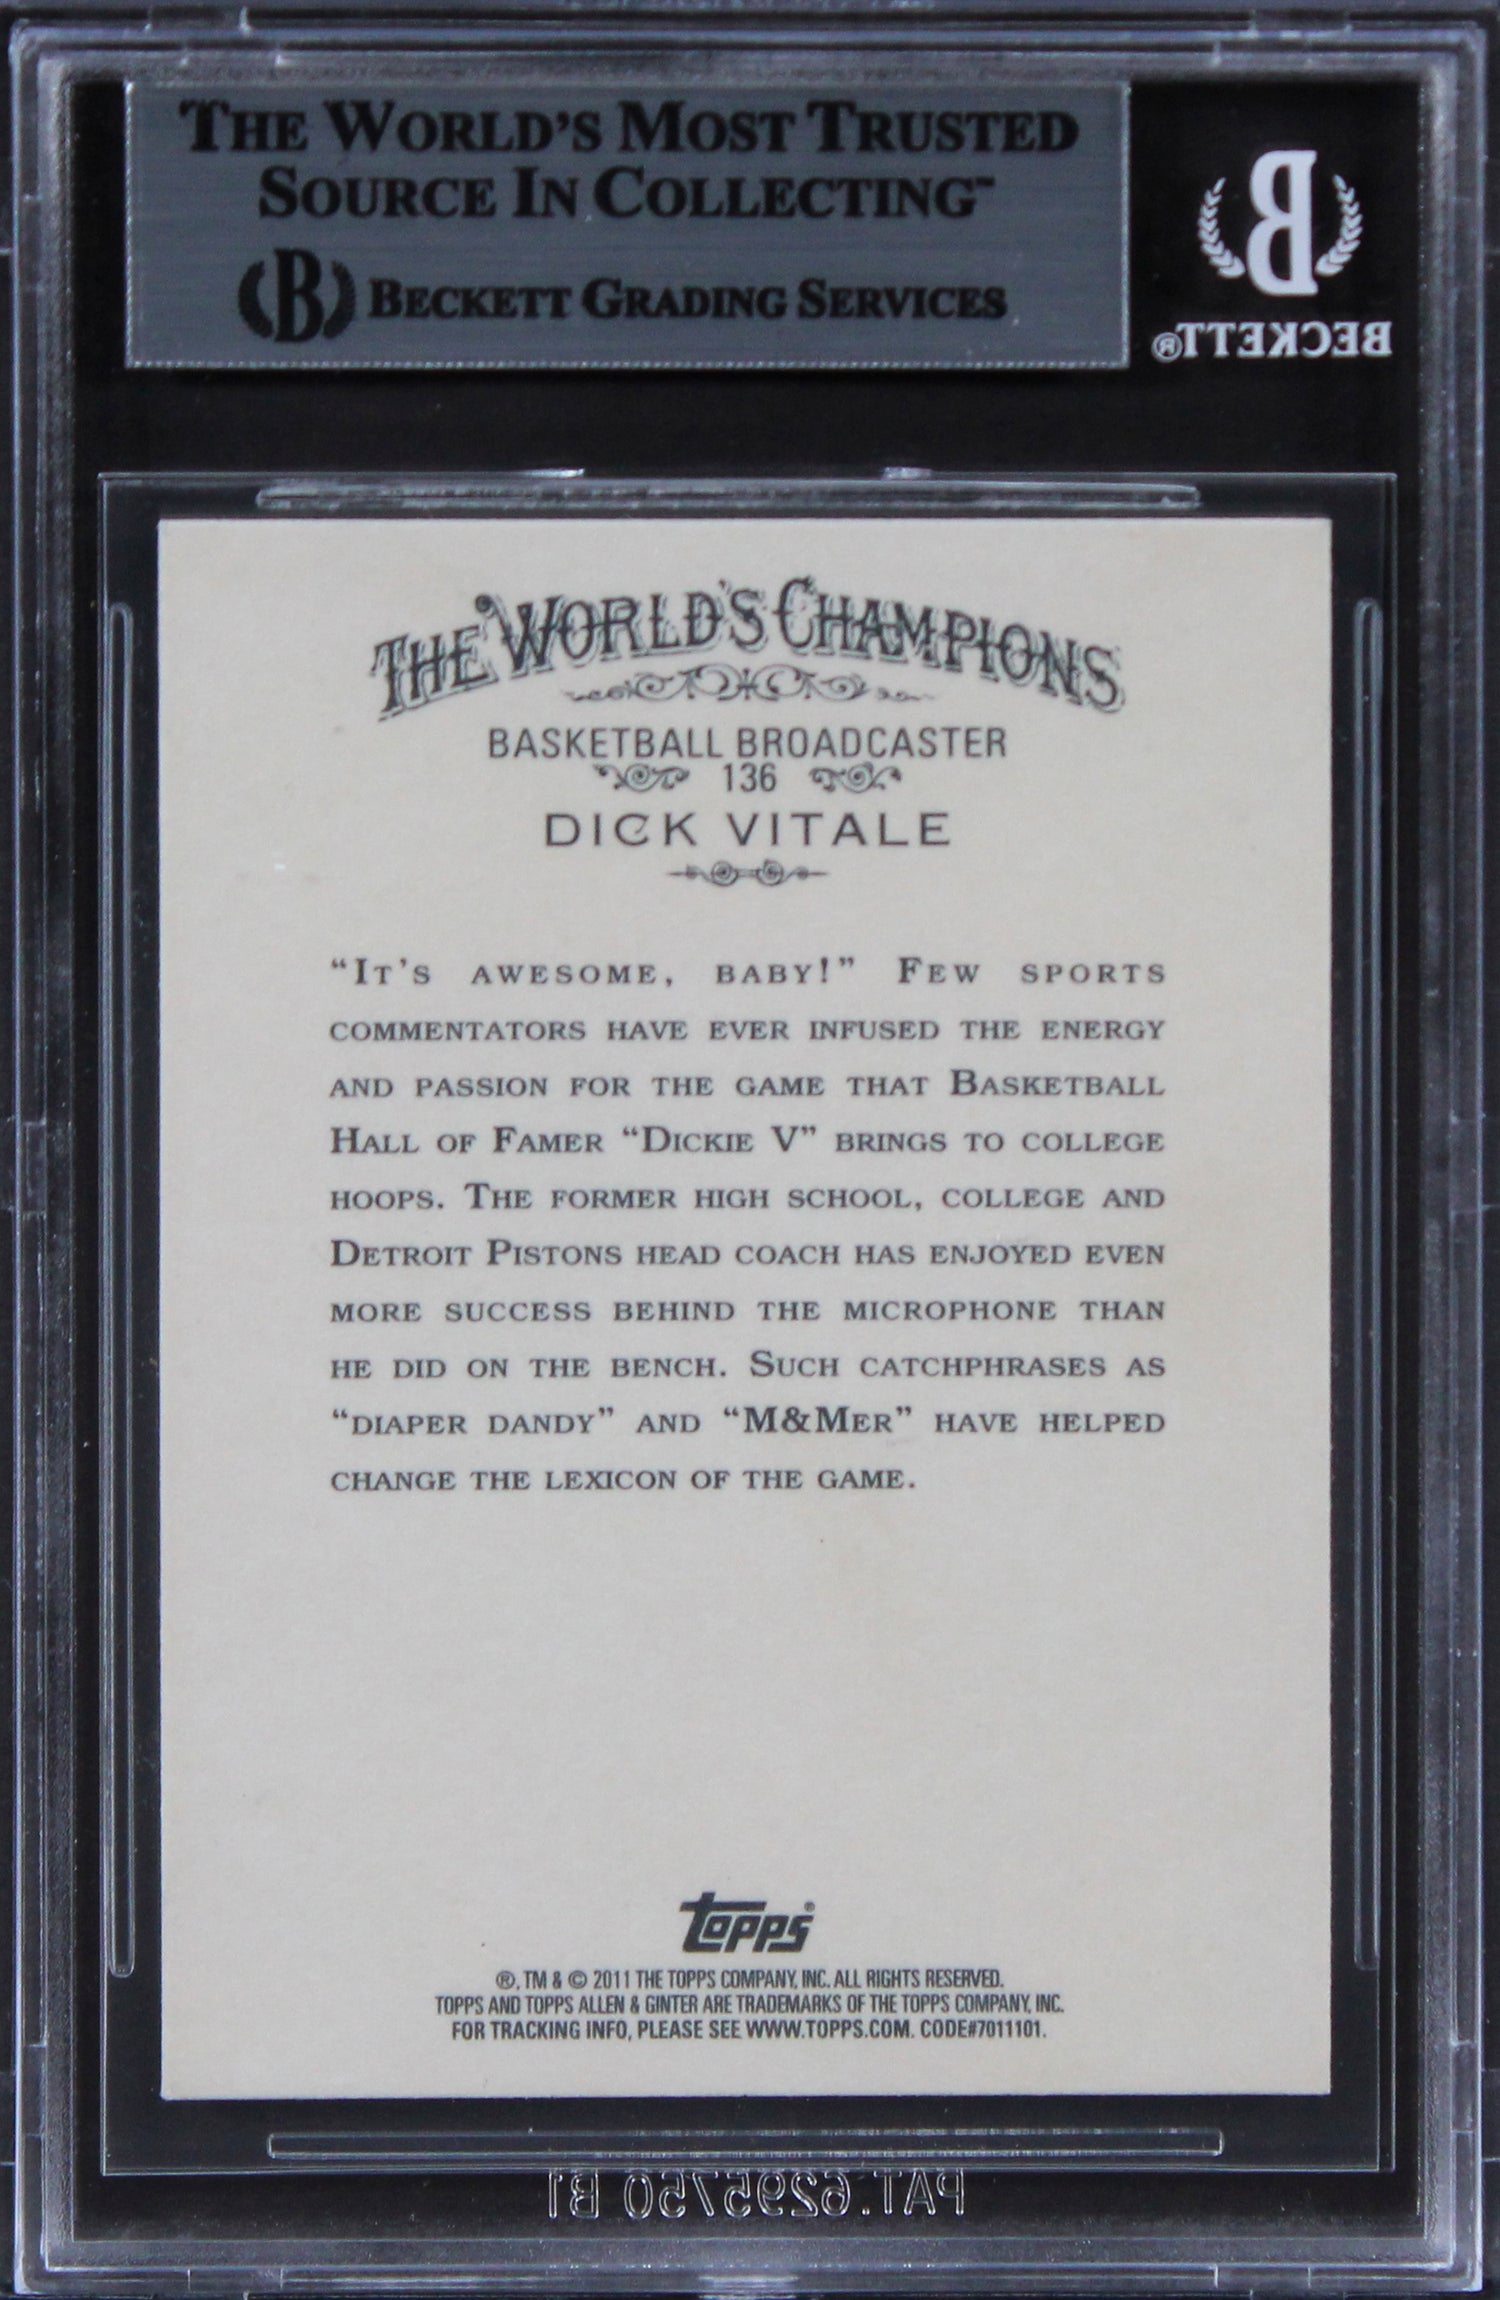 THE WORLD'S MOST TRUSTED
SOURCE IN COLLECTING™
B BECKETT GRADING SERVICES
B
BECKETT®
THE WORLD'S CHAMPIONS
BASKETBALL BROADCASTER
136
DICK VITALE
"IT'S AWESOME, BABY!" FEW SPORTS
COMMENTATORS HAVE EVER INFUSED THE ENERGY
AND PASSION FOR THE GAME THAT BASKETBALL
HALL OF FAMER "DICKIE V" BRINGS TO COLLEGE
HOOPS. THE FORMER HIGH SCHOOL, COLLEGE AND
DETROIT PISTONS HEAD COACH HAS ENJOYED EVEN
MORE SUCCESS BEHIND THE MICROPHONE THAN
HE DID ON THE BENCH. SUCH CATCHPHRASES AS
"DIAPER DANDY" AND "M&MER" HAVE HELPED
CHANGE THE LEXICON OF THE GAME.
topps®
®, TM & © 2011 THE TOPPS COMPANY, INC. ALL RIGHTS RESERVED.
TOPPS AND TOPPS ALLEN & GINTER ARE TRADEMARKS OF THE TOPPS COMPANY, INC.
FOR TRACKING INFO, PLEASE SEE WWW.TOPPS.COM. CODE#7011101.
PAT.6295750 B1